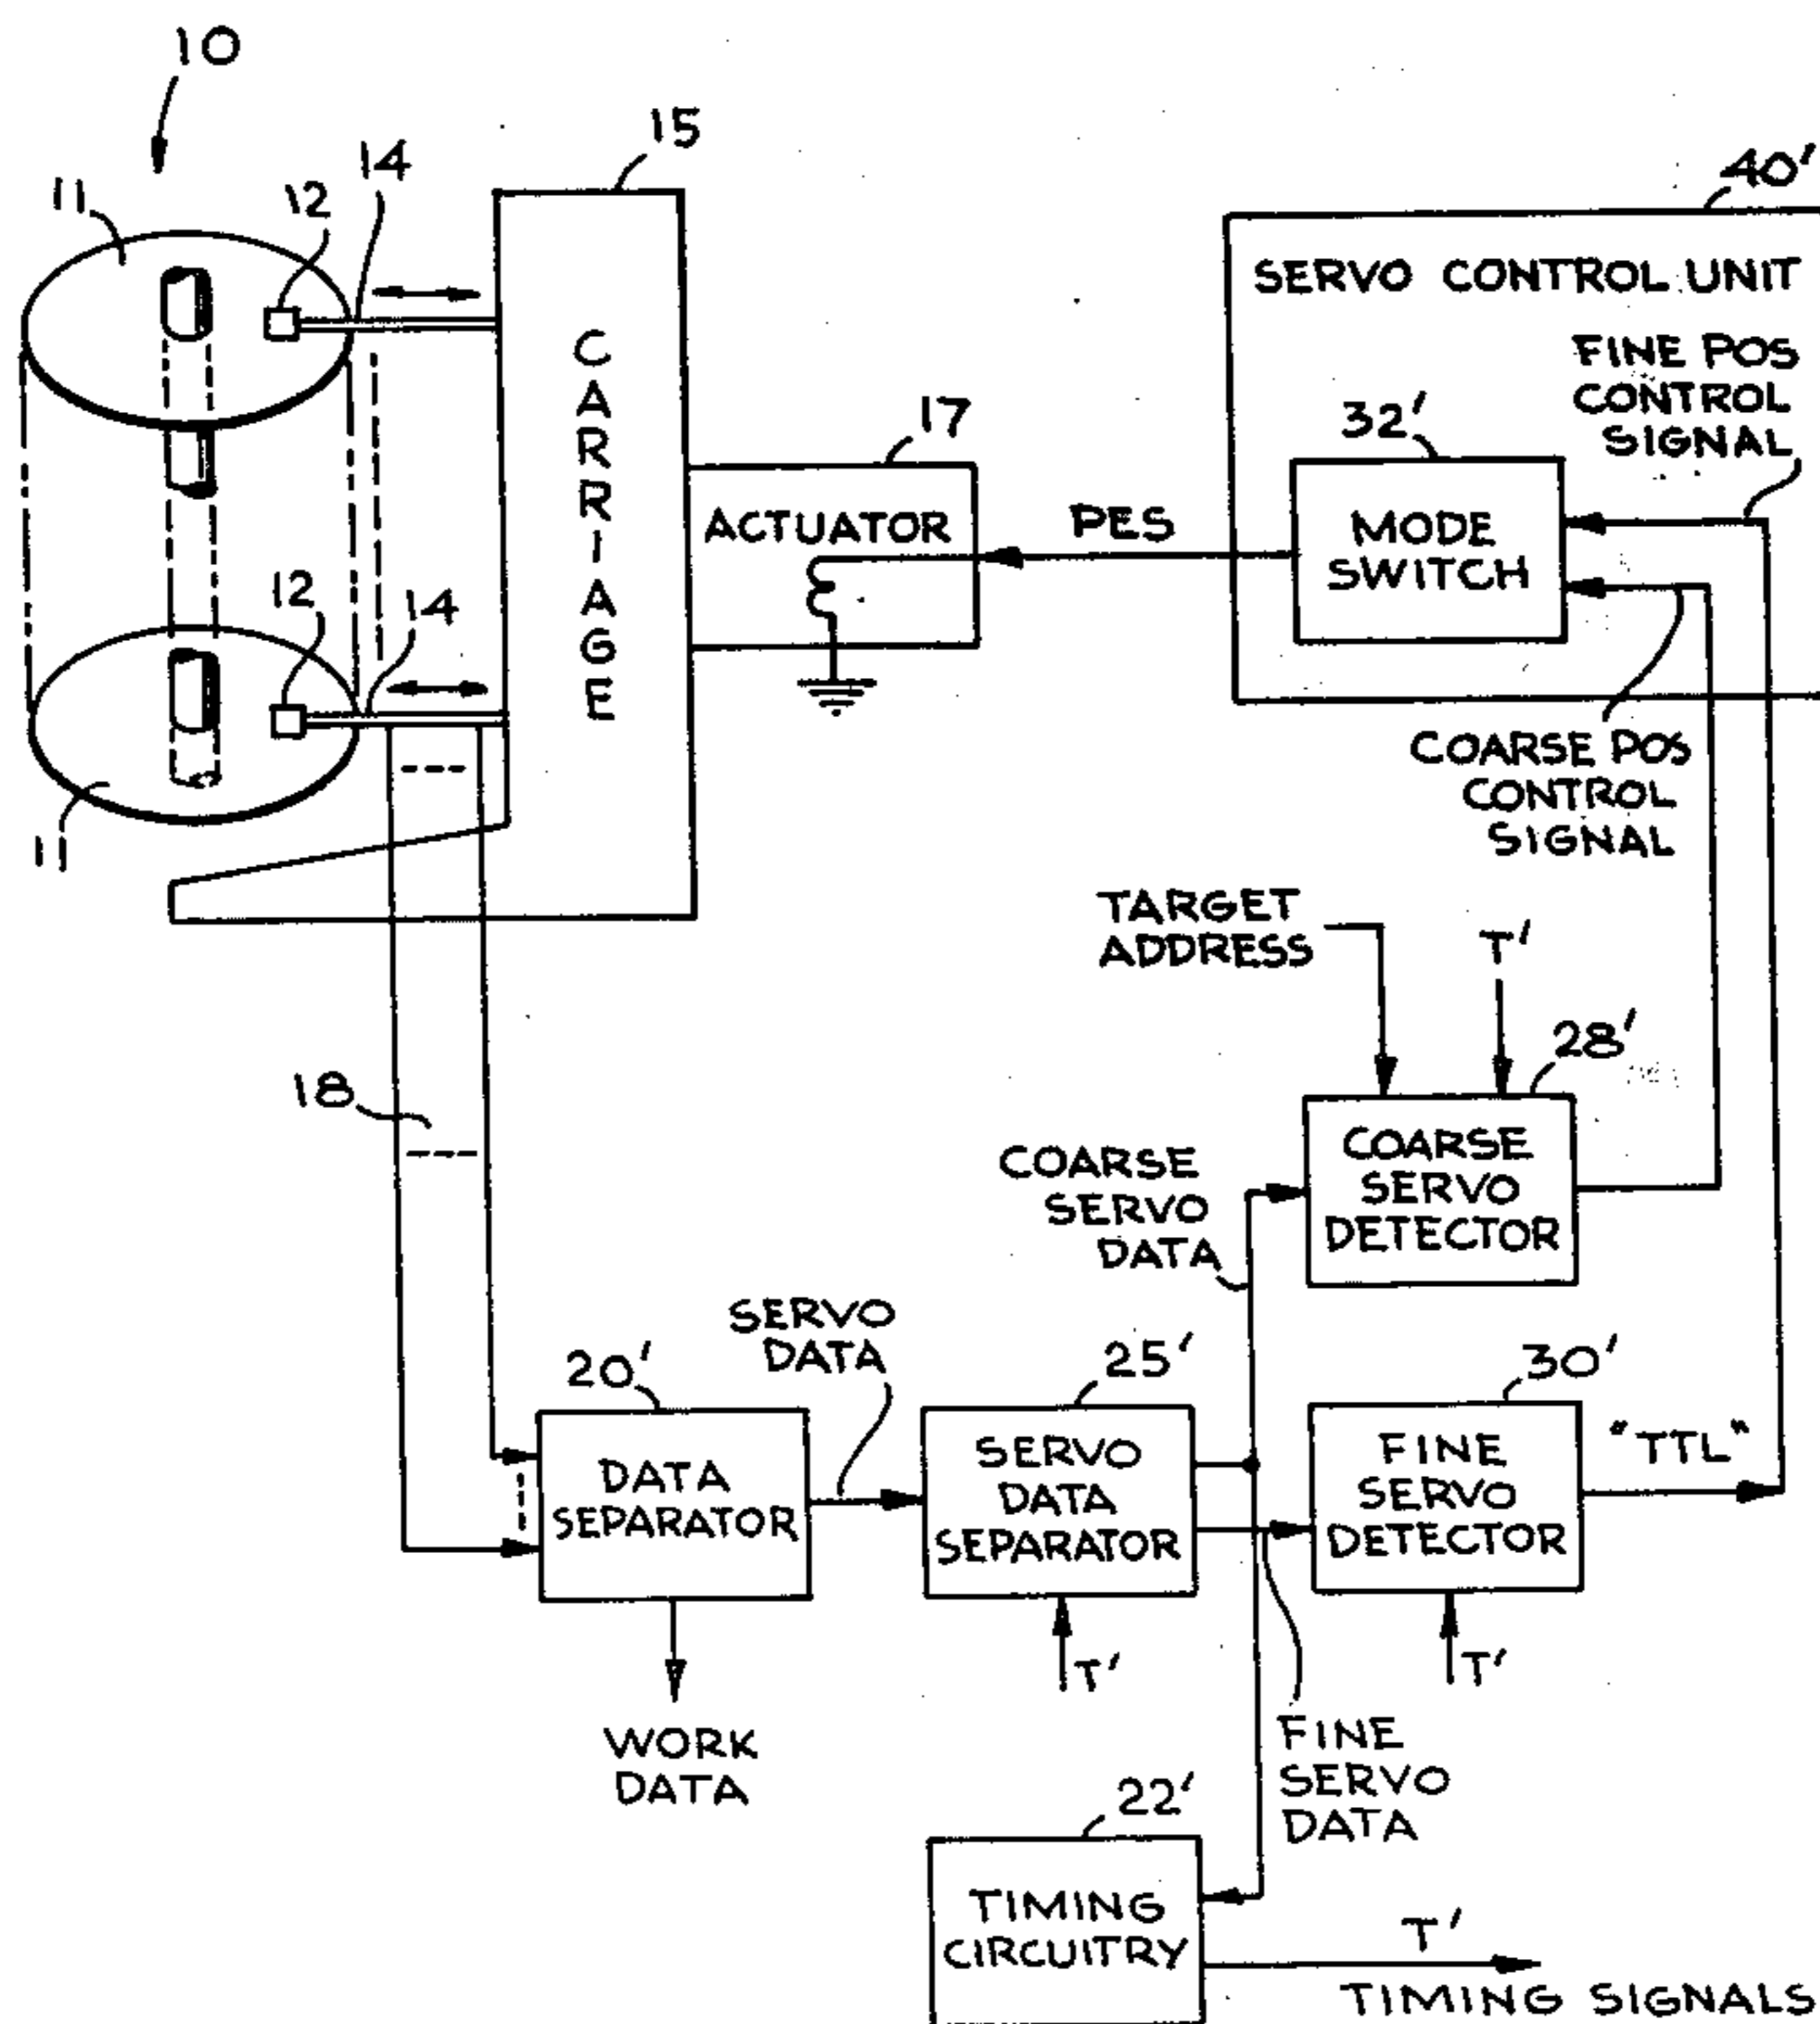 10
15
40'
11
12
14
SERVO CONTROL UNIT
CARRIAGE
FINE POS
CONTROL
SIGNAL
17
32'
ACTUATOR
PES
MODE
SWITCH
12
14
11
COARSE POS
CONTROL
SIGNAL
TARGET
ADDRESS
T'
28'
18
COARSE
SERVO
DATA
COARSE
SERVO
DETECTOR
SERVO
DATA
20'
25'
30'
DATA
SEPARATOR
SERVO
DATA
SEPARATOR
FINE
SERVO
DETECTOR
"TTL"
T'
T'
WORK
DATA
FINE
SERVO
DATA
22'
TIMING
CIRCUITRY
T'
TIMING SIGNALS